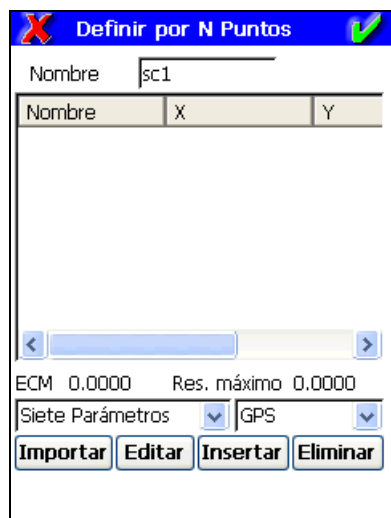 Definir por N Puntos
Nombre sc1
Nombre X Y
ECM 0.0000 Res. máximo 0.0000
Siete Parámetros GPS
Importar Editar Insertar Eliminar